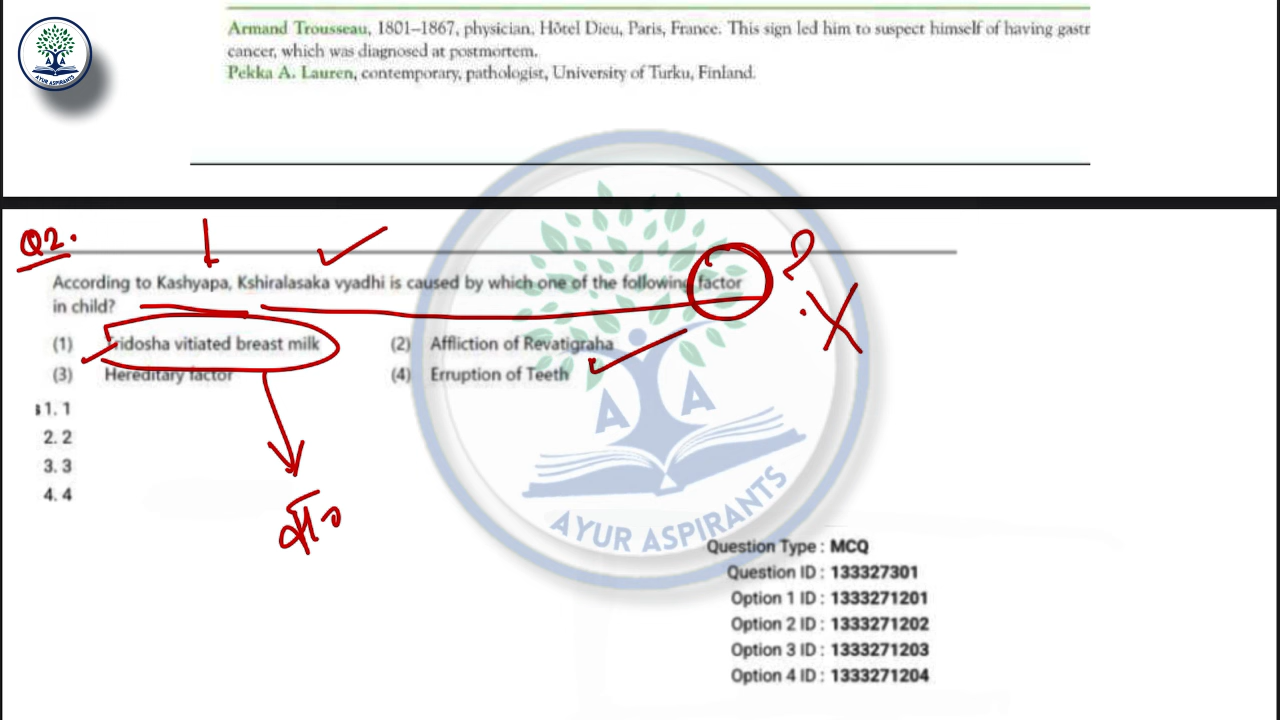 Armand Trousseau, 1801–1867, physician, Hôtel Dieu, Paris, France. This sign led him to suspect himself of having gastr
cancer, which was diagnosed at postmortem.
Pekka A. Lauren, contemporary, pathologist, University of Turku, Finland.
AYUR ASPIRANTS
Q2.
According to Kashyapa, Kshiralasaka vyadhi is caused by which one of the following factor ?
in child?
(1) Tridosha vitiated breast milk (2) Affliction of Revatigraha
(3) Hereditary factor (4) Erruption of Teeth
1. 1
2. 2
3. 3
4. 4
A A
AYUR ASPIRANTS
Question Type : MCQ
Question ID : 133327301
Option 1 ID : 1333271201
Option 2 ID : 1333271202
Option 3 ID : 1333271203
Option 4 ID : 1333271204